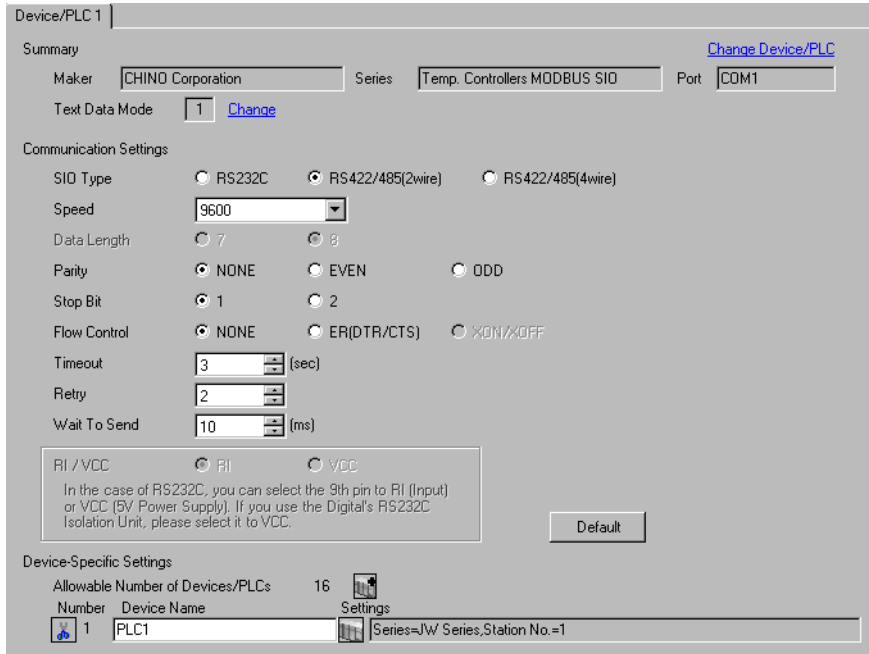 Device/PLC 1
Summary Change Device/PLC
Maker CHINO Corporation Series Temp. Controllers MODBUS SIO Port COM1
Text Data Mode 1 Change
Communication Settings
SIO Type RS232C RS422/485(2wire) RS422/485(4wire)
Speed 9600
Data Length 7 8
Parity NONE EVEN ODD
Stop Bit 1 2
Flow Control NONE ER(DTR/CTS) XON/XOFF
Timeout 3 (sec)
Retry 2
Wait To Send 10 (ms)
RI / VCC RI VCC
In the case of RS232C, you can select the 9th pin to RI (Input)
or VCC (5V Power Supply). If you use the Digital's RS232C
Isolation Unit, please select it to VCC.
Default
Device-Specific Settings
Allowable Number of Devices/PLCs 16
Number Device Name Settings
1 PLC1 Series=JW Series,Station No.=1